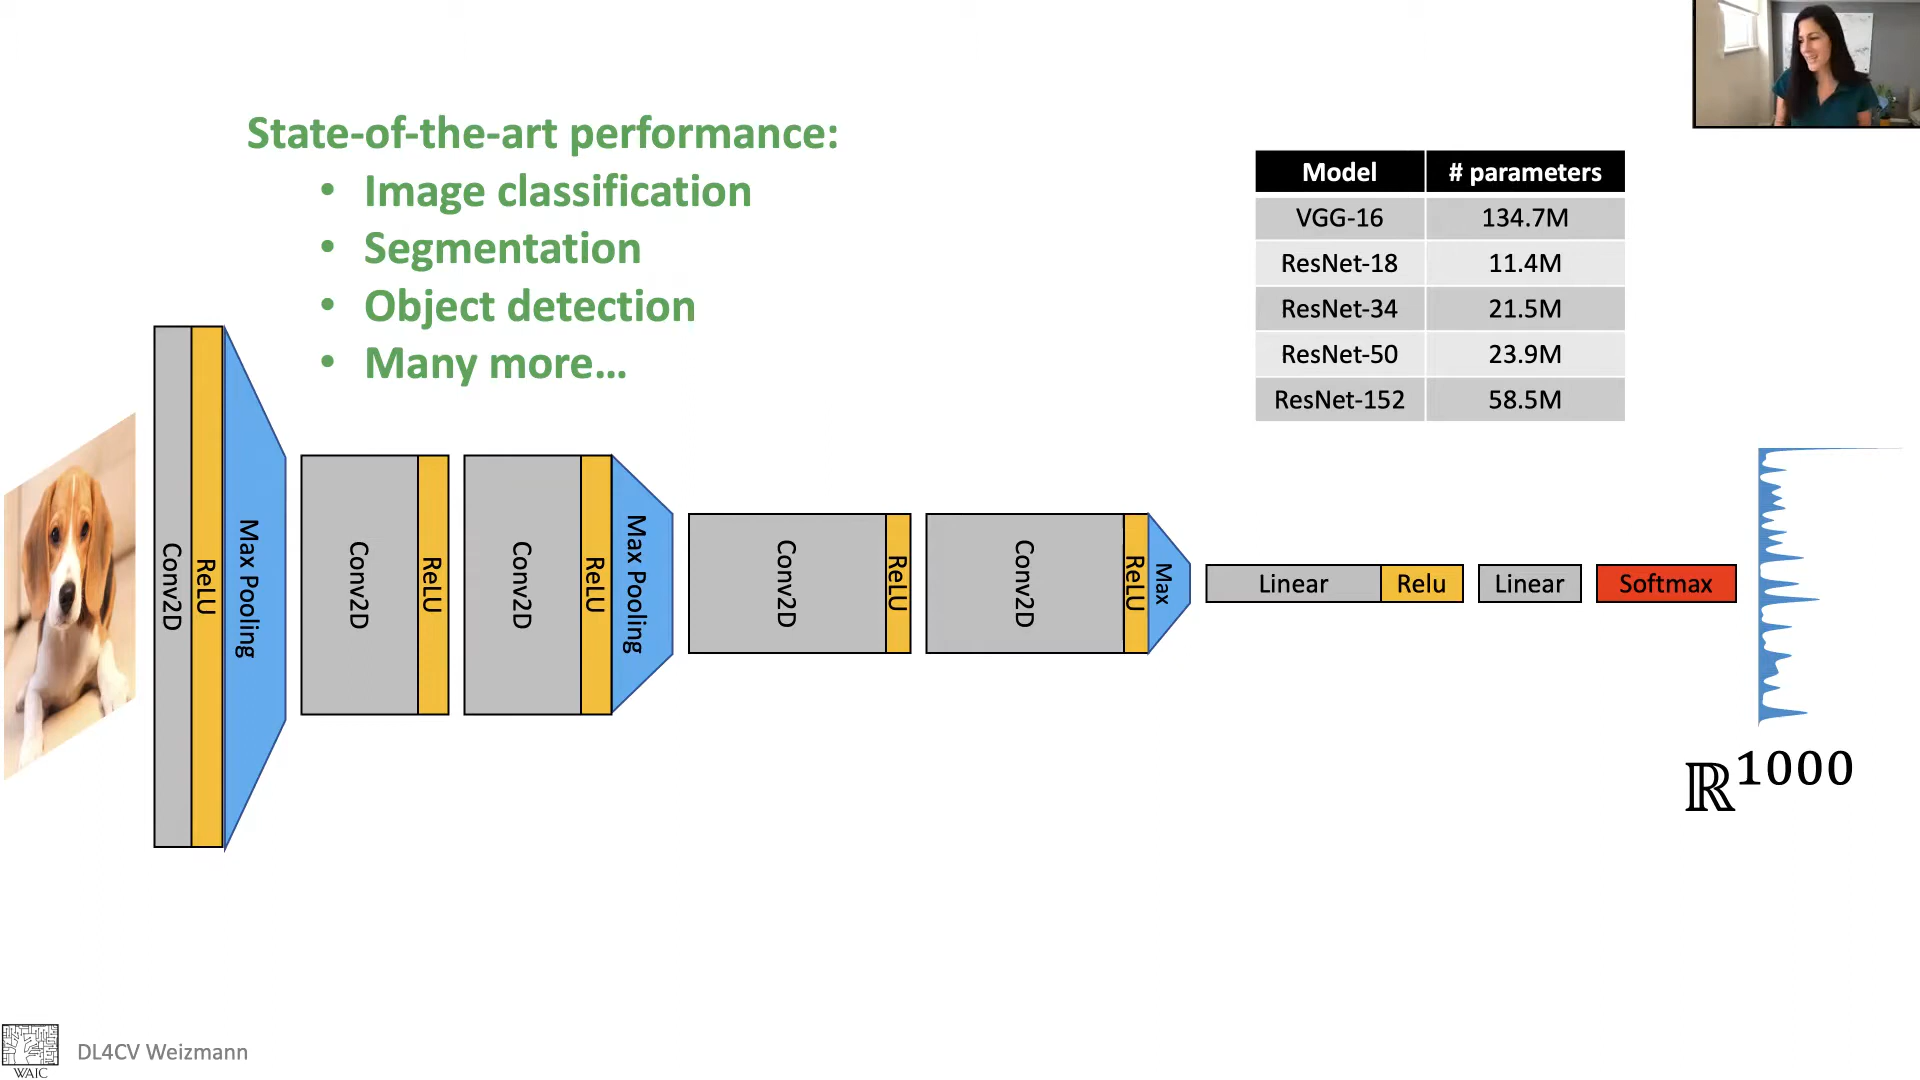 State-of-the-art performance:
• Image classification
• Segmentation
• Object detection
• Many more...
Model # parameters
VGG-16 134.7M
ResNet-18 11.4M
ResNet-34 21.5M
ResNet-50 23.9M
ResNet-152 58.5M
Conv2D
ReLU
Max Pooling
Conv2D
ReLU
Conv2D
ReLU
Max Pooling
Conv2D
ReLU
Conv2D
ReLU
Max
Linear
Relu
Linear
Softmax
ℝ¹⁰⁰⁰
WAIC
DL4CV Weizmann